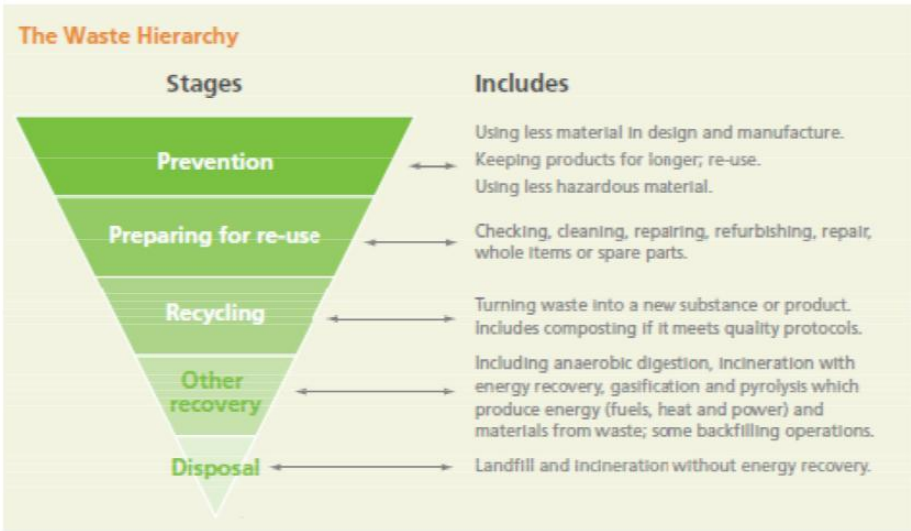 The Waste Hierarchy
Stages
Includes
Prevention
Using less material in design and manufacture.
Keeping products for longer; re-use.
Using less hazardous material.
Preparing for re-use
Checking, cleaning, repairing, refurbishing, repair,
whole items or spare parts.
Recycling
Turning waste into a new substance or product.
Includes composting if it meets quality protocols.
Other
recovery
Including anaerobic digestion, incineration with
energy recovery, gasification and pyrolysis which
produce energy (fuels, heat and power) and
materials from waste; some backfilling operations.
Disposal
Landfill and incineration without energy recovery.